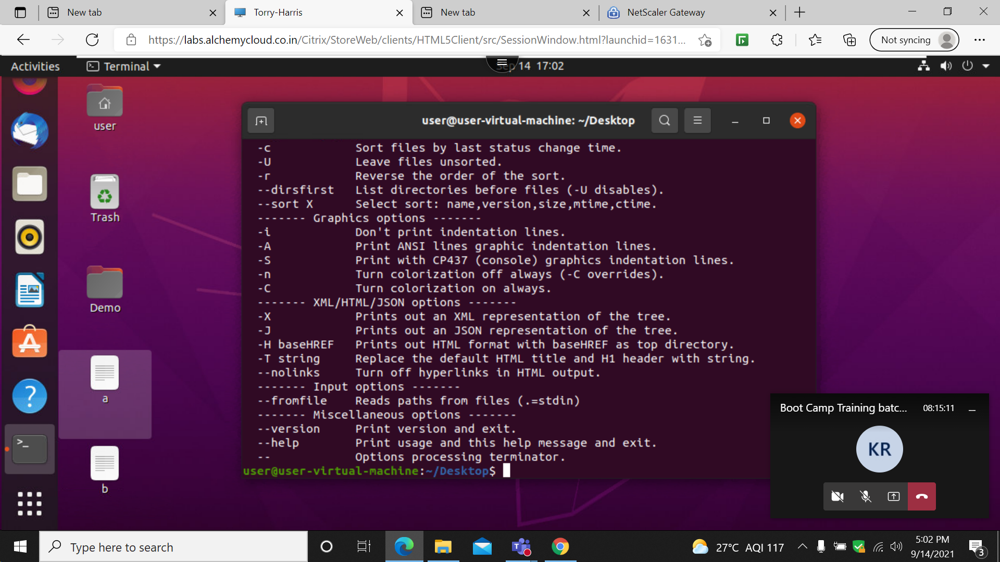 New tab
Torry-Harris
New tab
NetScaler Gateway
https://labs.alchemycloud.co.in/Citrix/StoreWeb/clients/HTML5Client/src/SessionWindow.html?launchid=1631...
Not syncing
Activities
Terminal
Sep 14 17:02
user
Trash
Demo
a
b
user@user-virtual-machine: ~/Desktop
-c Sort files by last status change time.
-U Leave files unsorted.
-r Reverse the order of the sort.
--dirsfirst List directories before files (-U disables).
--sort X Select sort: name,version,size,mtime,ctime.
------- Graphics options -------
-i Don't print indentation lines.
-A Print ANSI lines graphic indentation lines.
-S Print with CP437 (console) graphics indentation lines.
-n Turn colorization off always (-C overrides).
-C Turn colorization on always.
------- XML/HTML/JSON options -------
-X Prints out an XML representation of the tree.
-J Prints out an JSON representation of the tree.
-H baseHREF Prints out HTML format with baseHREF as top directory.
-T string Replace the default HTML title and H1 header with string.
--nolinks Turn off hyperlinks in HTML output.
------- Input options -------
--fromfile Reads paths from files (.=stdin)
------- Miscellaneous options -------
--version Print version and exit.
--help Print usage and this help message and exit.
-- Options processing terminator.
user@user-virtual-machine:~/Desktop$
Boot Camp Training batc... 08:15:11
KR
Type here to search
27°C AQI 117
5:02 PM
9/14/2021
3